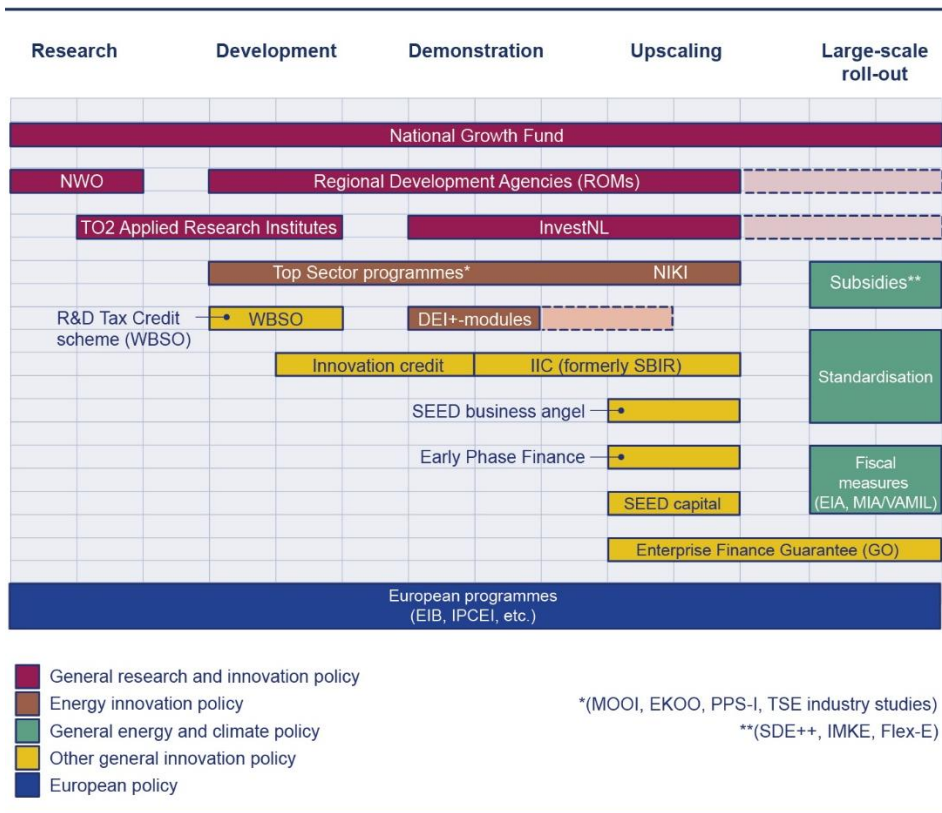 Research
Development
Demonstration
Upscaling
Large-scale
roll-out
National Growth Fund
NWO
Regional Development Agencies (ROMs)
TO2 Applied Research Institutes
InvestNL
Top Sector programmes*
NIKI
Subsidies**
R&D Tax Credit
scheme (WBSO)
WBSO
DEI+-modules
Innovation credit
IIC (formerly SBIR)
Standardisation
SEED business angel
Early Phase Finance
Fiscal
measures
(EIA, MIA/VAMIL)
SEED capital
Enterprise Finance Guarantee (GO)
European programmes
(EIB, IPCEI, etc.)
General research and innovation policy
Energy innovation policy
General energy and climate policy
Other general innovation policy
European policy
*(MOOI, EKOO, PPS-I, TSE industry studies)
**(SDE++, IMKE, Flex-E)